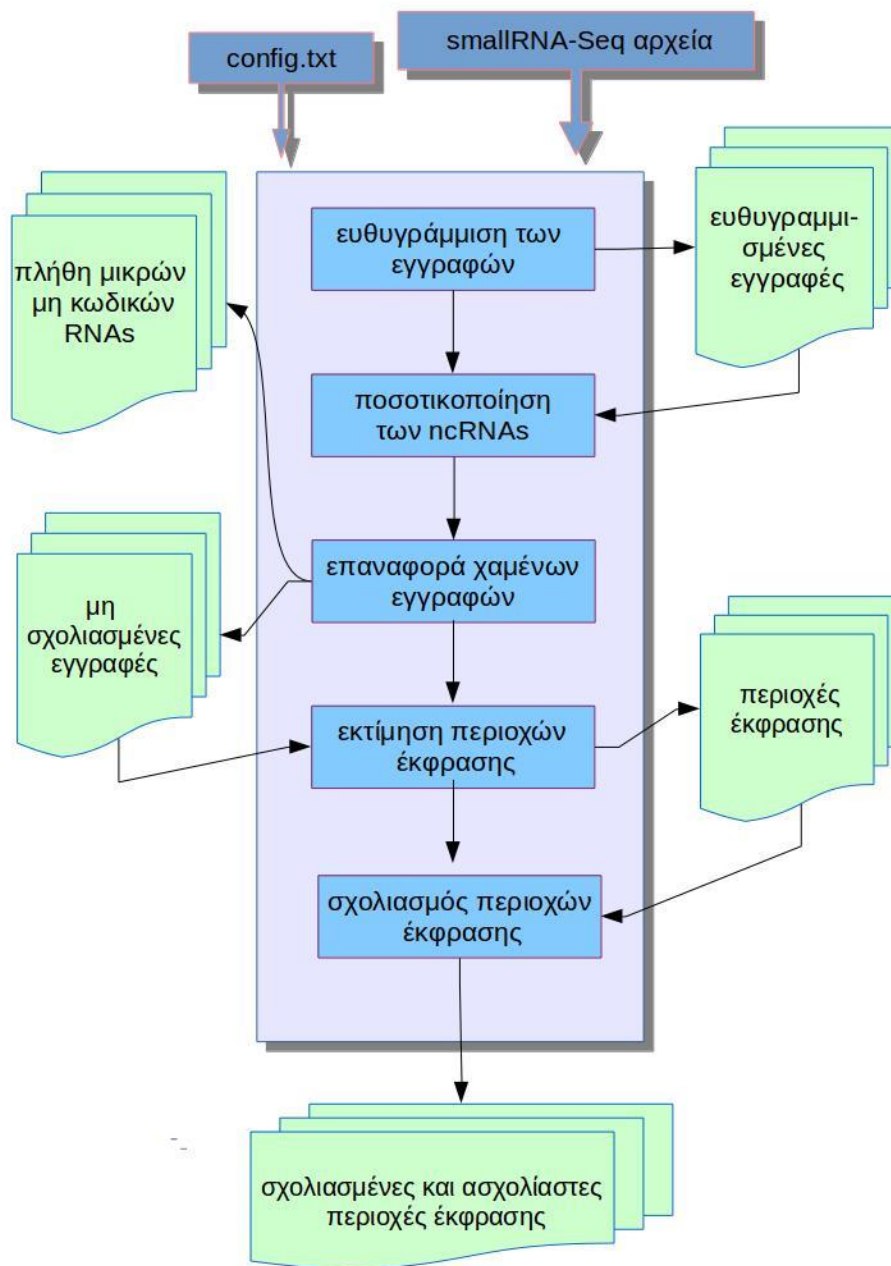 config.txt
smallRNA-Seq αρχεία
ευθυγράμμιση των
εγγραφών
ευθυγραμμι-
σμένες
εγγραφές
πλήθη μικρών
μη κωδικών
RNAs
ποσοτικοποίηση
των ncRNAs
επαναφορά χαμένων
εγγραφών
μη
σχολιασμένες
εγγραφές
εκτίμηση περιοχών
έκφρασης
περιοχές
έκφρασης
σχολιασμός περιοχών
έκφρασης
σχολιασμένες και ασχολίαστες
περιοχές έκφρασης